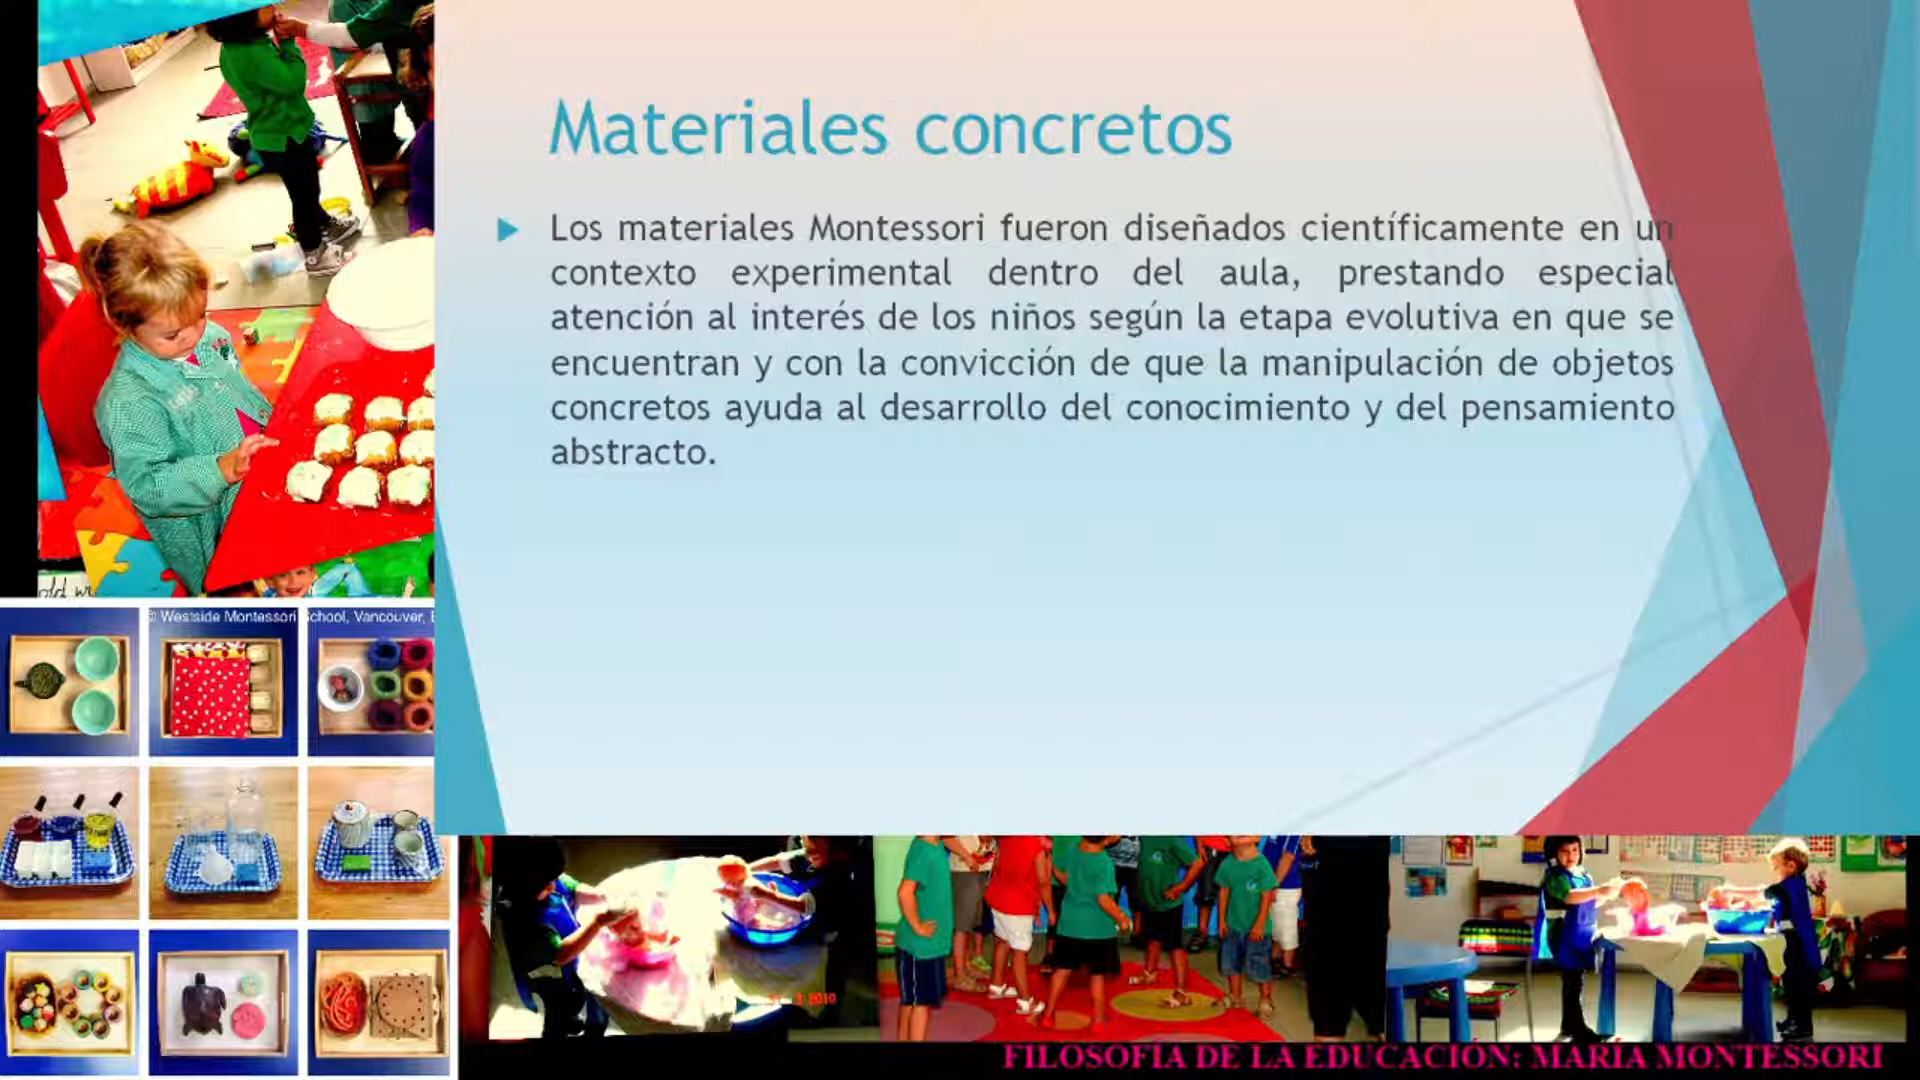 Materiales concretos
Los materiales Montessori fueron diseñados científicamente en un
contexto experimental dentro del aula, prestando especial
atención al interés de los niños según la etapa evolutiva en que se
encuentran y con la convicción de que la manipulación de objetos
concretos ayuda al desarrollo del conocimiento y del pensamiento
abstracto.
© Westside Montessori School, Vancouver,
2010
FILOSOFÍA DE LA EDUCACIÓN: MARIA MONTESSORI